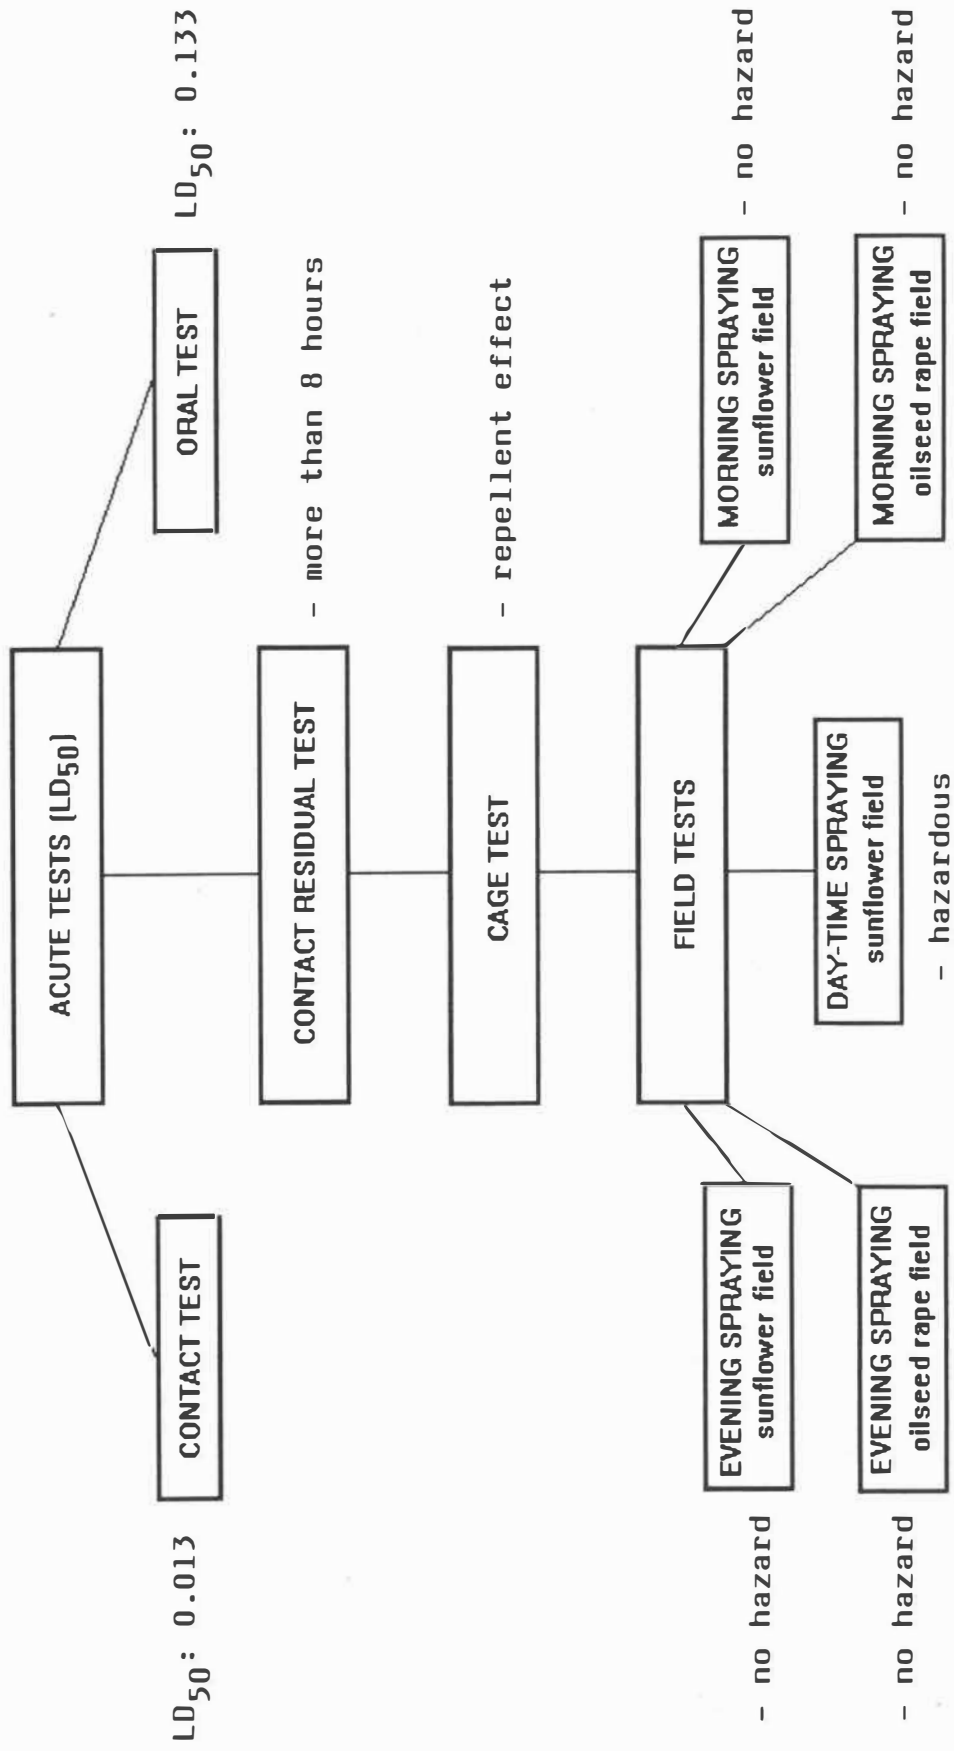 ACUTE TESTS (LD50)
CONTACT TEST
LD50: 0.013
ORAL TEST
LD50: 0.133
CONTACT RESIDUAL TEST
- more than 8 hours
CAGE TEST
- repellent effect
FIELD TESTS
EVENING SPRAYING
sunflower field
- no hazard
MORNING SPRAYING
sunflower field
- no hazard
EVENING SPRAYING
oilseed rape field
- no hazard
DAY-TIME SPRAYING
sunflower field
- hazardous
MORNING SPRAYING
oilseed rape field
- no hazard